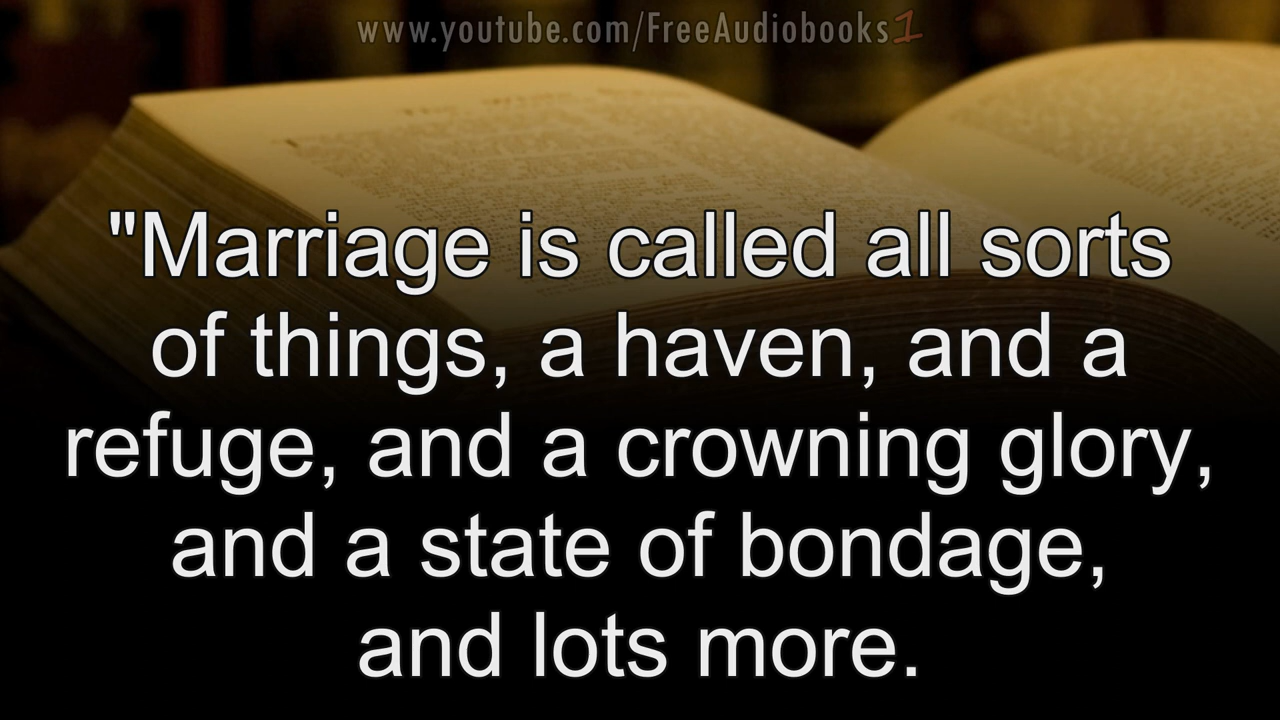 www.youtube.com/FreeAudiobooks1
"Marriage is called all sorts
of things, a haven, and a
refuge, and a crowning glory,
and a state of bondage,
and lots more.